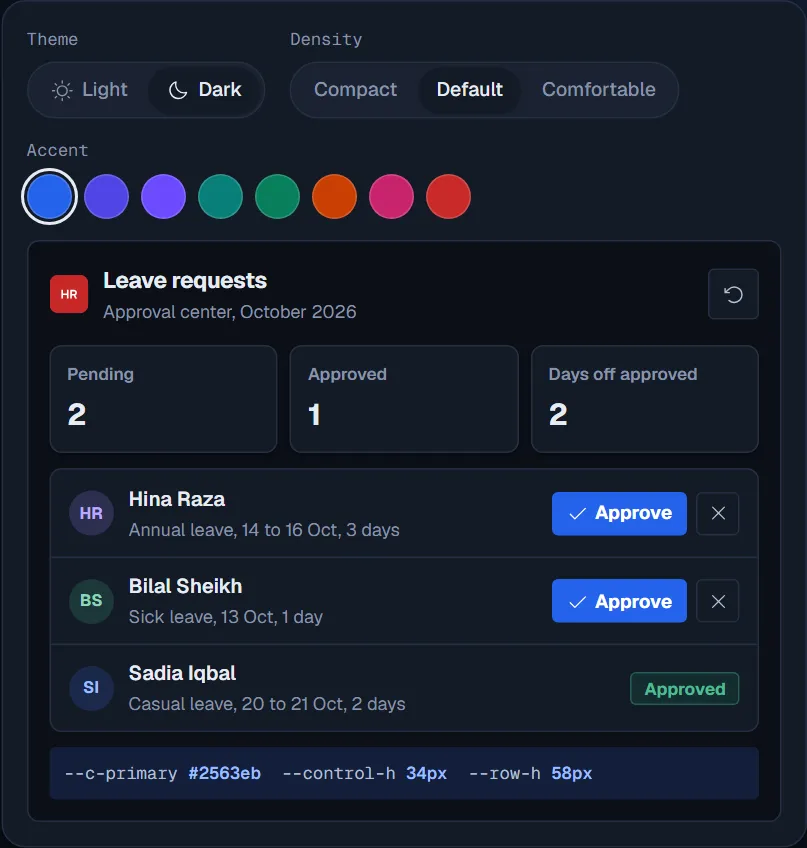 Theme
Density
Light
Dark
Compact
Default
Comfortable
Accent
HR
Leave requests
Approval center, October 2026
Pending
2
Approved
1
Days off approved
2
HR
Hina Raza
Annual leave, 14 to 16 Oct, 3 days
Approve
BS
Bilal Sheikh
Sick leave, 13 Oct, 1 day
Approve
SI
Sadia Iqbal
Casual leave, 20 to 21 Oct, 2 days
Approved
--c-primary #2563eb --control-h 34px --row-h 58px